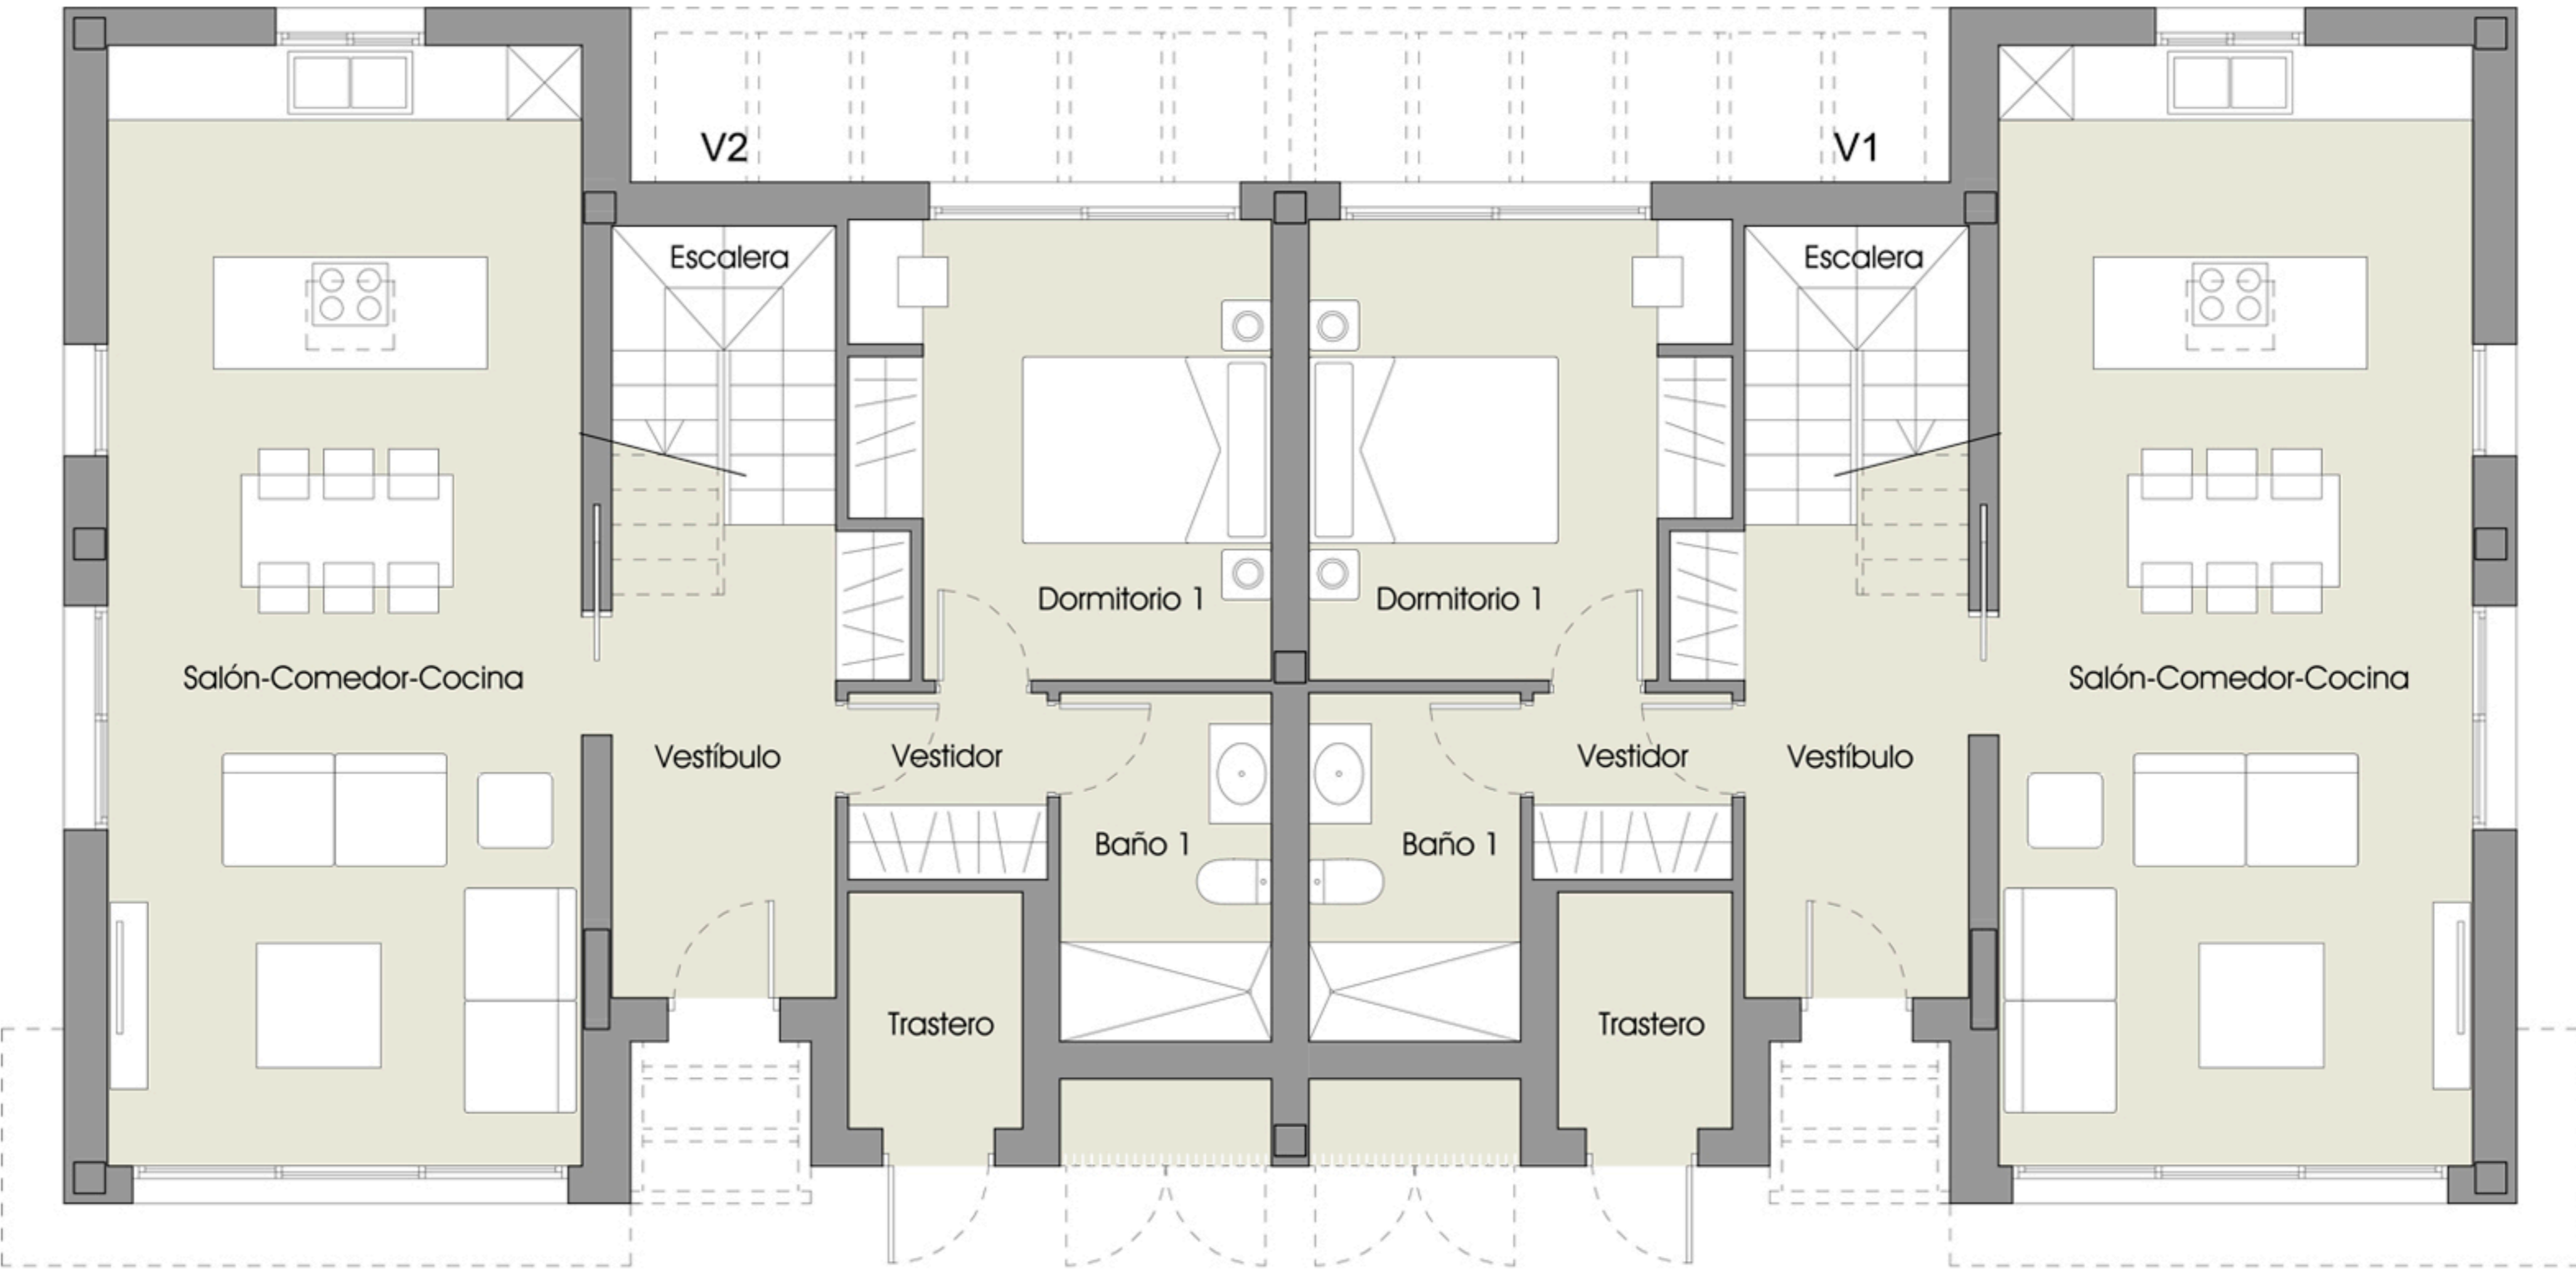 V2
V1
Escalera
Escalera
Dormitorio 1
Dormitorio 1
Salón-Comedor-Cocina
Salón-Comedor-Cocina
Vestíbulo
Vestidor
Vestidor
Vestíbulo
Baño 1
Baño 1
Trastero
Trastero